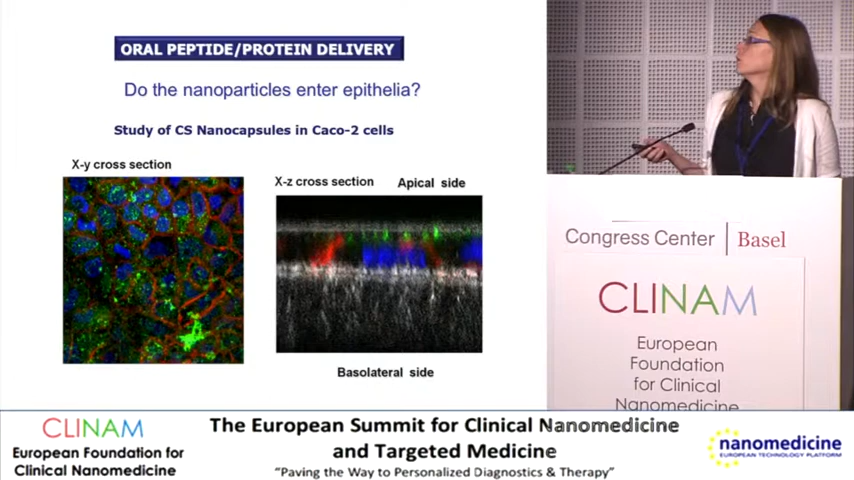 ORAL PEPTIDE/PROTEIN DELIVERY
Do the nanoparticles enter epithelia?
Study of CS Nanocapsules in Caco-2 cells
X-y cross section
X-z cross section
Apical side
Basolateral side
Congress Center | Basel
CLINAM
European
Foundation
for Clinical
Nanomedicine
CLINAM
European Foundation for
Clinical Nanomedicine
The European Summit for Clinical Nanomedicine
and Targeted Medicine
"Paving the Way to Personalized Diagnostics & Therapy"
nanomedicine
EUROPEAN TECHNOLOGY PLATFORM